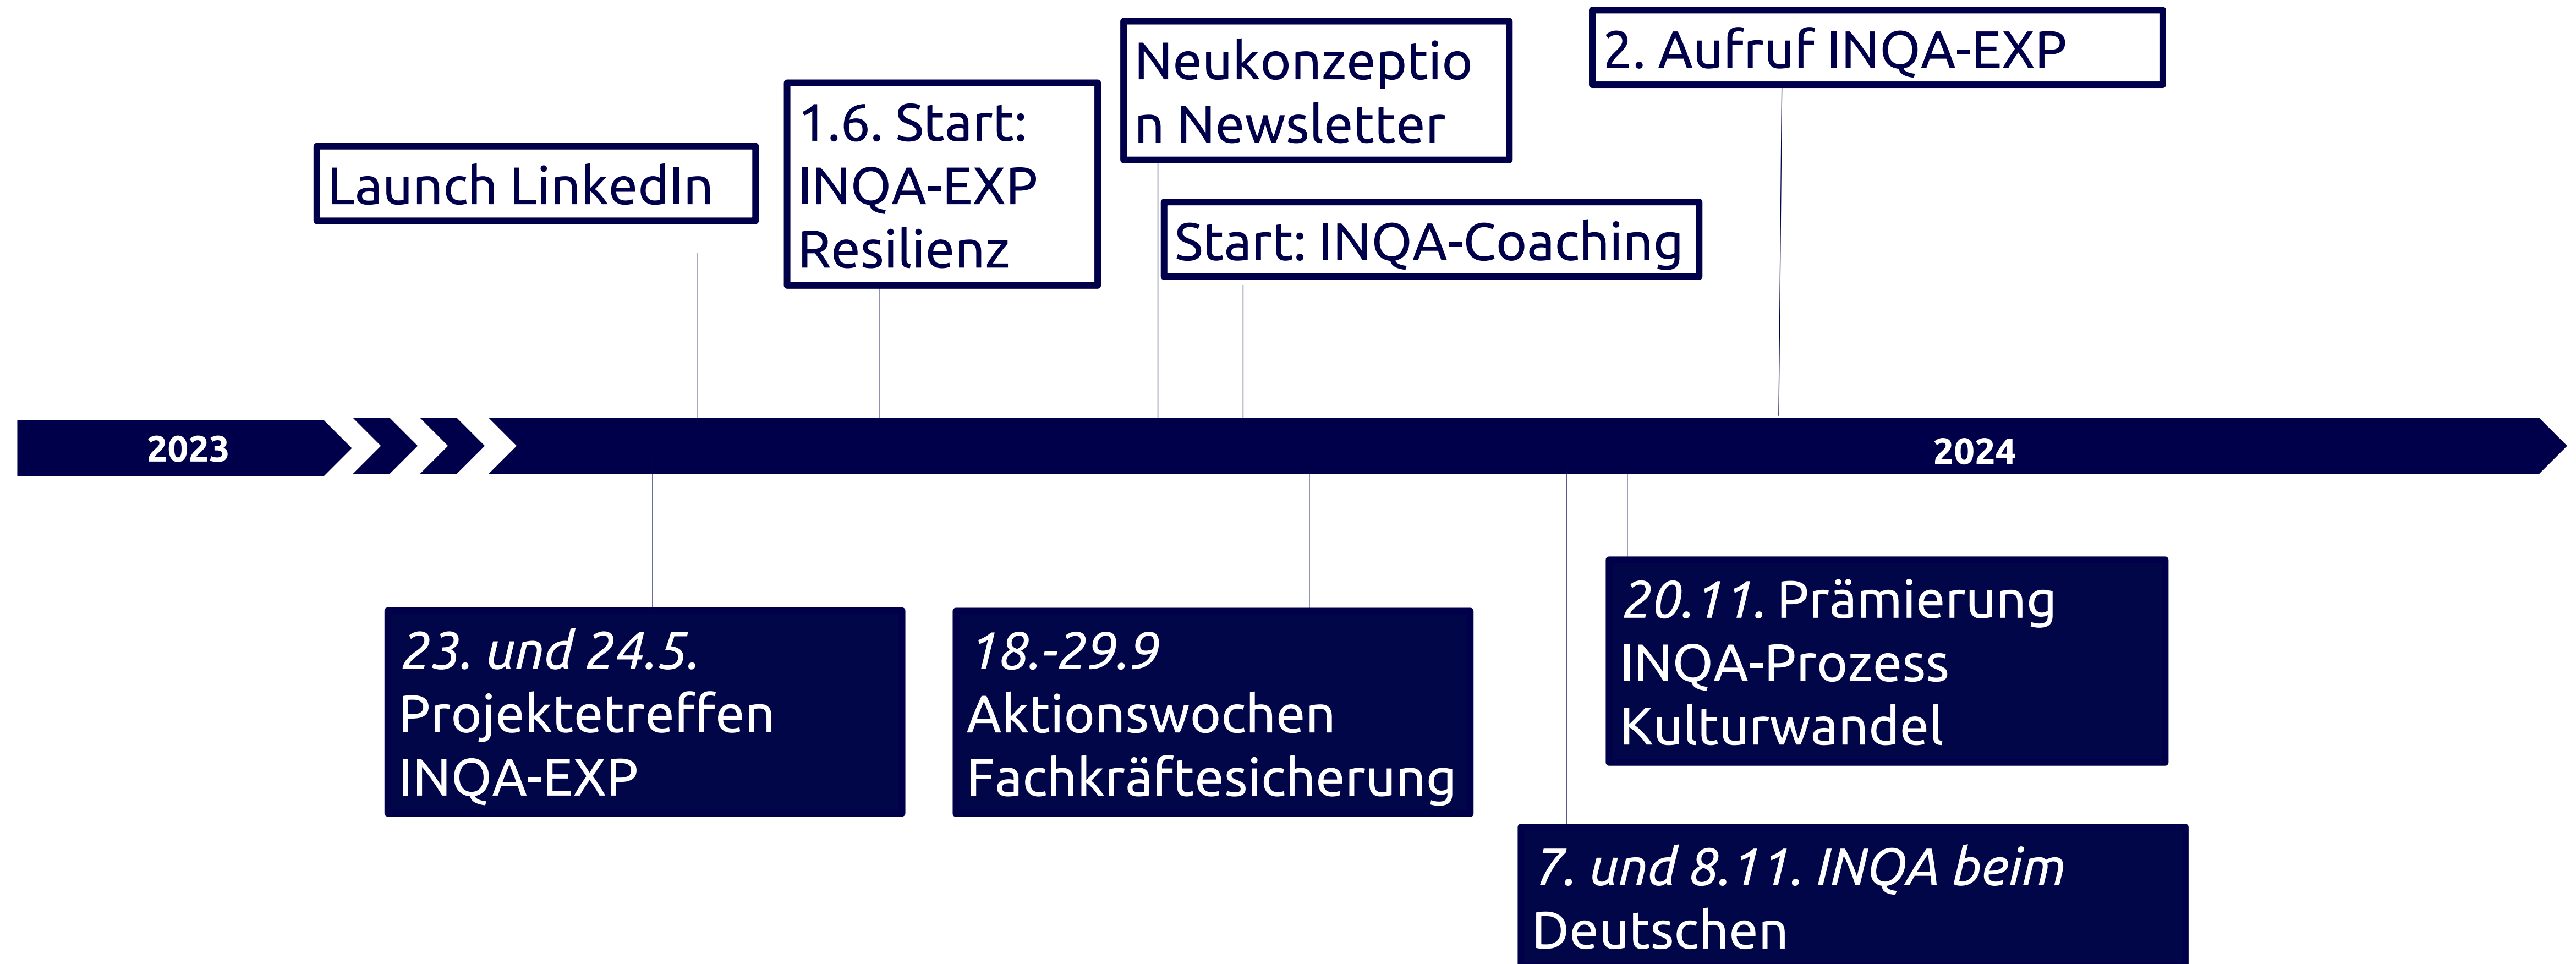 2. Aufruf INQA-EXP
Neukonzeptio
n Newsletter
1.6. Start:
INQA-EXP
Resilienz
Launch LinkedIn
Start: INQA-Coaching
2023
2024
23. und 24.5.
Projektetreffen
INQA-EXP
18.-29.9
Aktionswochen
Fachkräftesicherung
20.11. Prämierung
INQA-Prozess
Kulturwandel
7. und 8.11. INQA beim
Deutschen